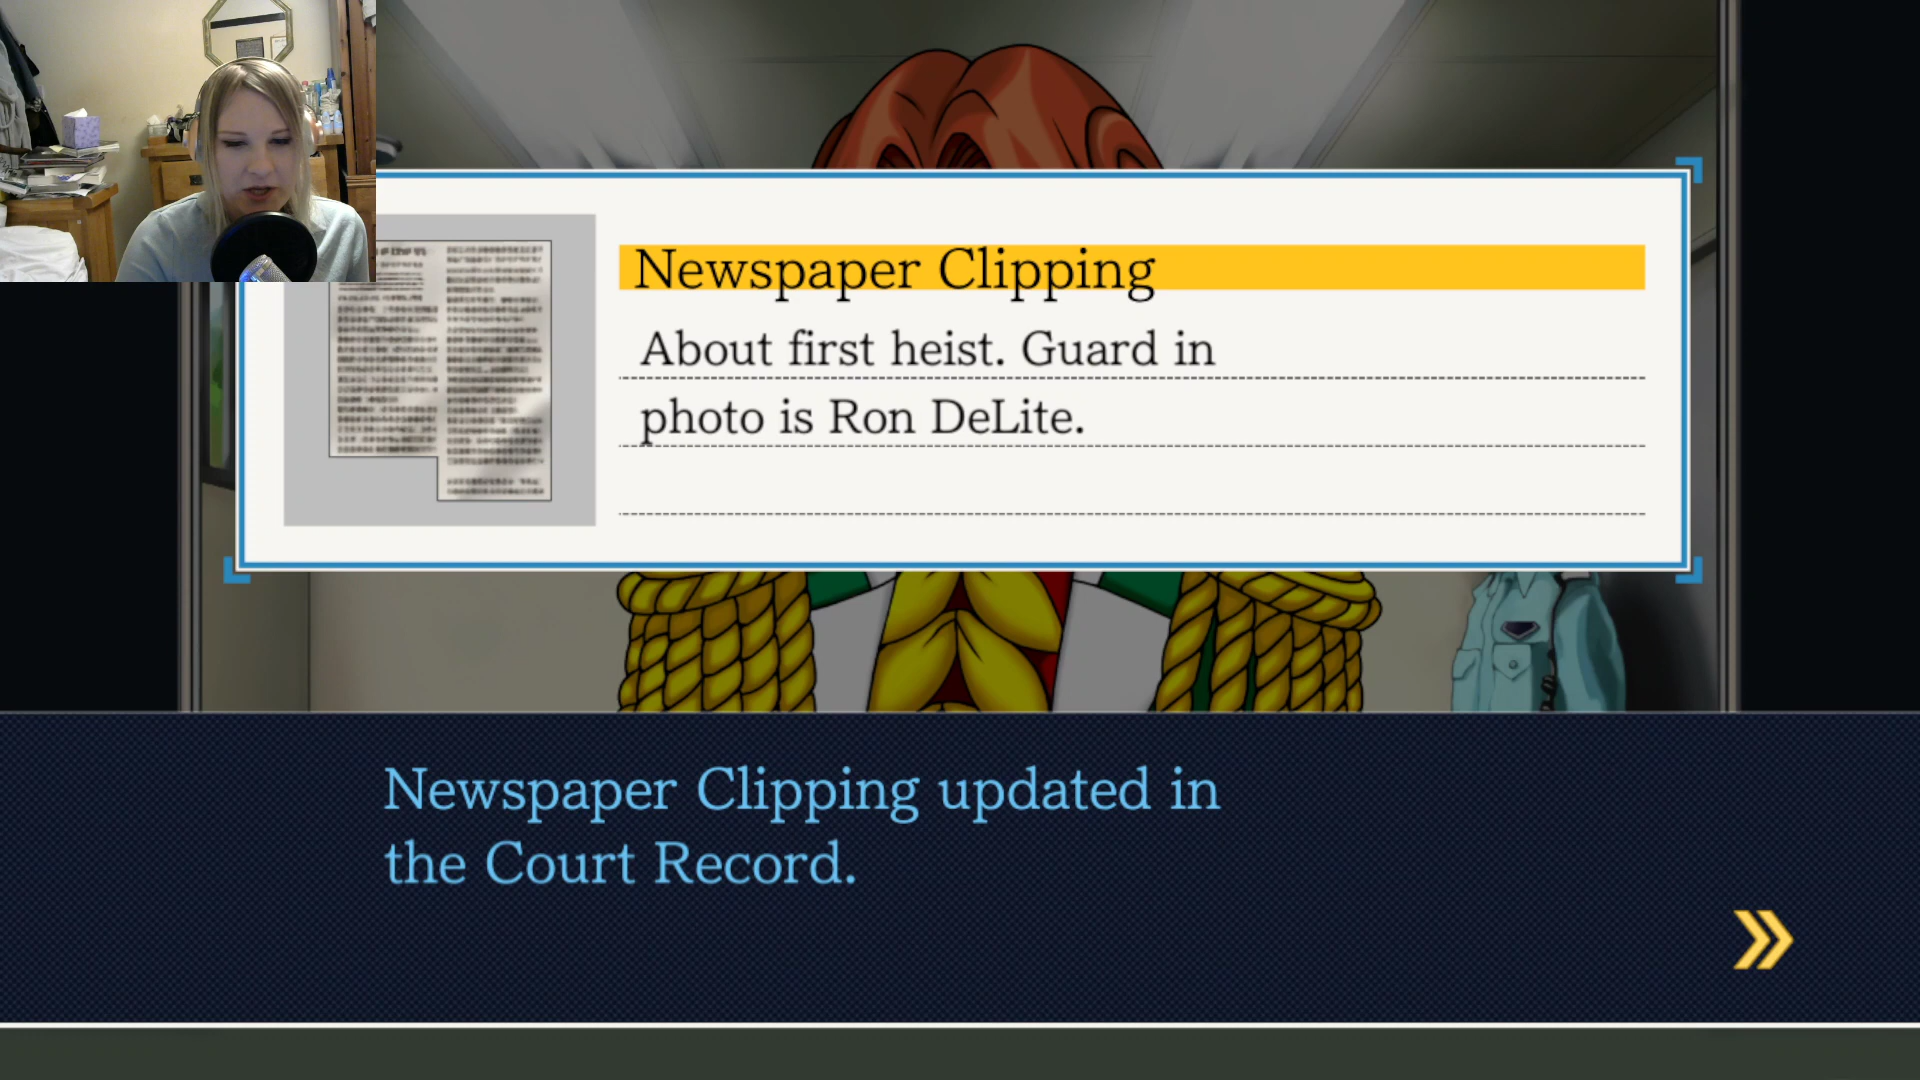 Newspaper Clipping
About first heist. Guard in
photo is Ron DeLite.
Newspaper Clipping updated in
the Court Record.